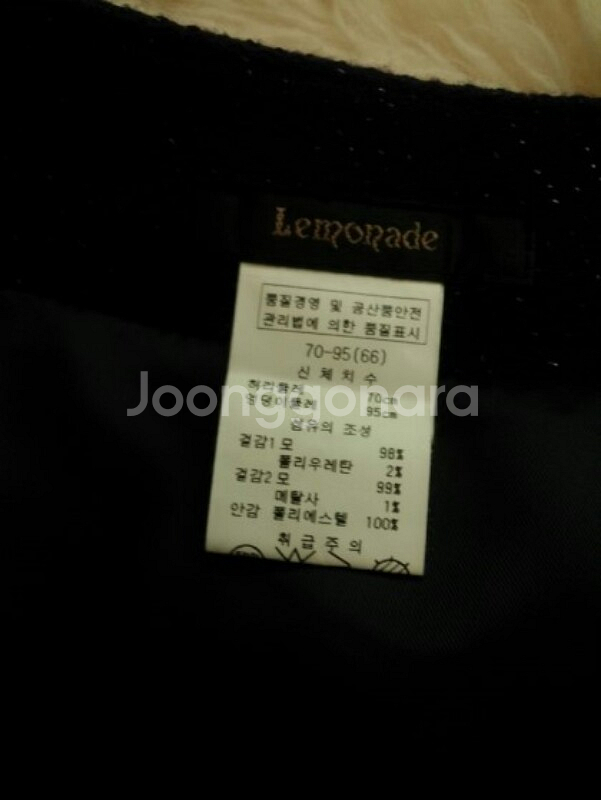 Lemonade
품질경영 및 공산품안전
관리법에 의한 품질표시
70-95(66)
신 체 치 수
허리둘레 70cm
엉덩이둘레 95cm
Joonggonara
섬유의 조성
겉감1 모 98%
폴리우레탄 2%
겉감2 모 99%
메탈사 1%
안감 폴리에스텔 100%
취 급 주 의